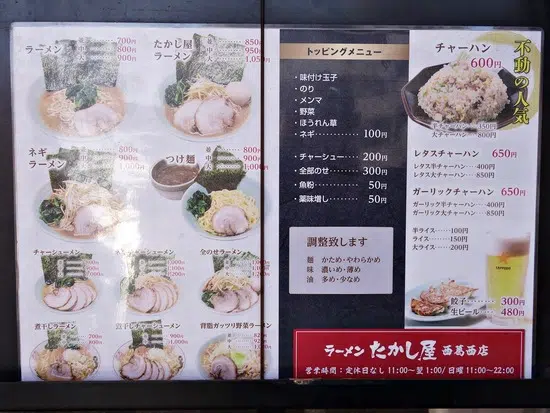 ラーメン
並 700円
中 800円
大 900円
たかし屋
ラーメン
並 850円
中 950円
大 1,050円
ネギ
ラーメン
並 800円
中 900円
大 1,000円
つけ麺
並 800円
中 900円
チャーシューメン
全のせラーメン
煮干しラーメン
煮干しチャーシューメン
背脂ガッツリ野菜ラーメン
トッピングメニュー
・味付け玉子
・のり
・メンマ
・野菜
・ほうれん草
・ネギ………… 100円
・チャーシュー…… 200円
・全部のせ……… 300円
・魚粉………… 50円
・薬味増し……… 50円
調整致します
麺 かため・やわらかめ
味 濃いめ・薄め
油 多め・少なめ
不動の人気
チャーハン
600円
半チャーハン……350円
大チャーハン……800円
レタスチャーハン 650円
レタス半チャーハン……400円
レタス大チャーハン……850円
ガーリックチャーハン 650円
ガーリック半チャーハン……400円
ガーリック大チャーハン……850円
半ライス……100円
ライス……150円
大ライス……200円
SAPPORO
餃子………300円
生ビール……480円
ラーメン たかし屋 西葛西店
営業時間:定休日なし 11:00〜翌1:00/日曜11:00〜22:00